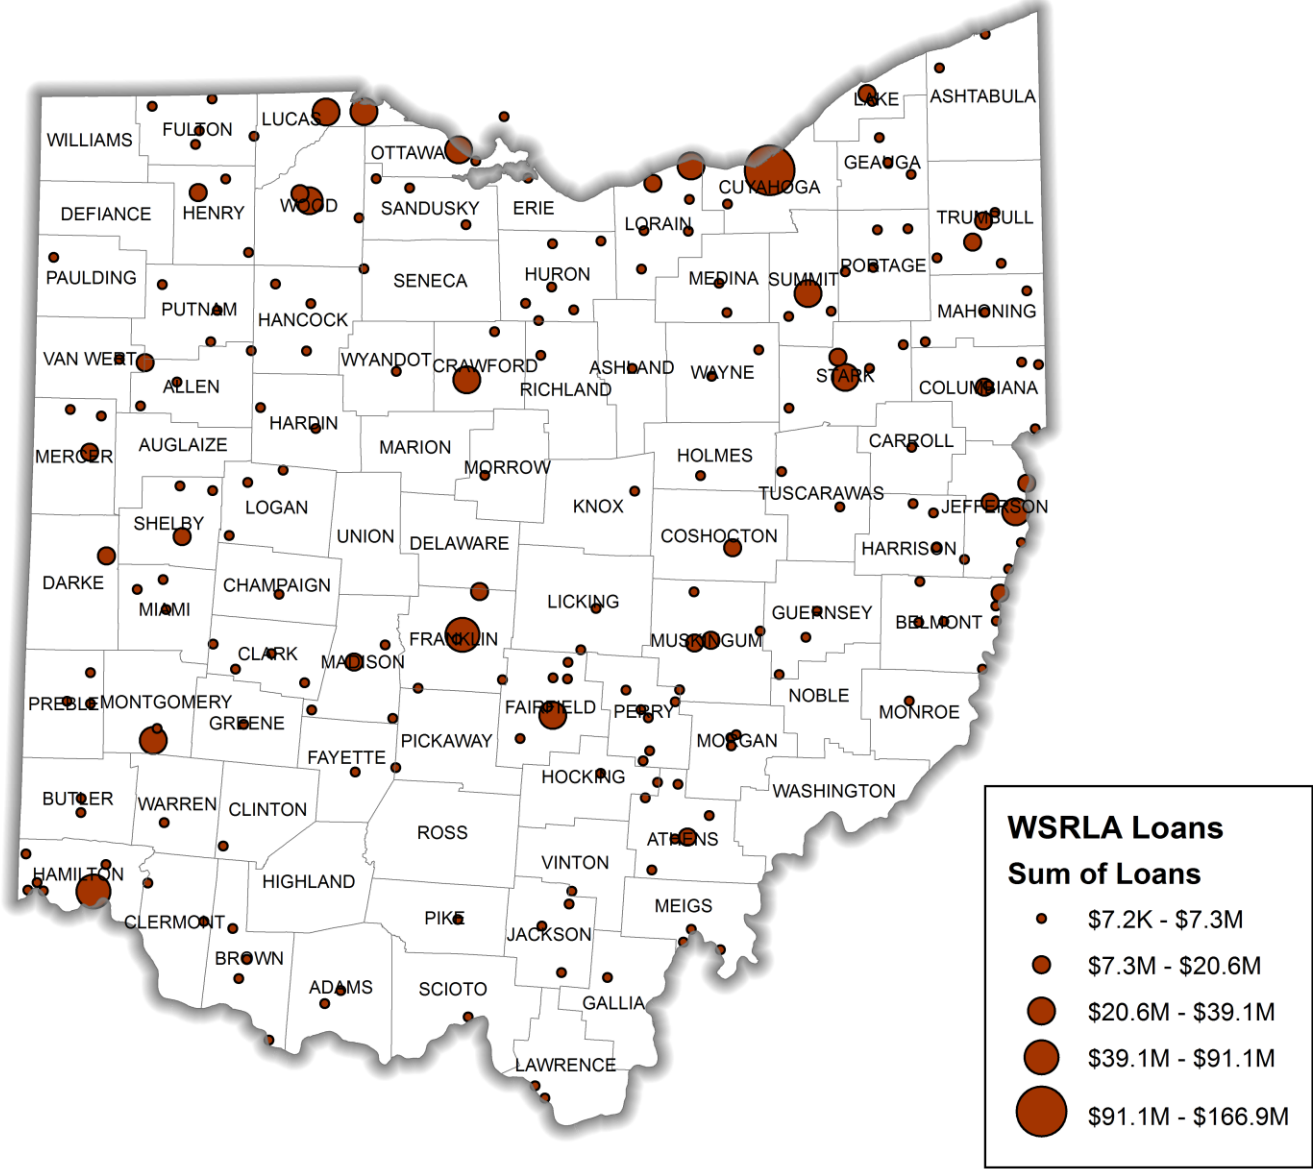 ASHTABULA
LAKE
LUCAS
FULTON
WILLIAMS
OTTAWA
GEAUGA
CUYAHOGA
WOOD
SANDUSKY
ERIE
DEFIANCE
HENRY
LORAIN
TRUMBULL
PAULDING
SENECA
HURON
MEDINA
SUMMIT
PORTAGE
PUTNAM
HANCOCK
MAHONING
VAN WERT
WYANDOT
CRAWFORD
ASHLAND
WAYNE
STARK
ALLEN
RICHLAND
COLUMBIANA
HARDIN
AUGLAIZE
MARION
CARROLL
MERCER
HOLMES
MORROW
TUSCARAWAS
LOGAN
KNOX
JEFFERSON
SHELBY
UNION
DELAWARE
COSHOCTON
HARRISON
DARKE
CHAMPAIGN
LICKING
MIAMI
GUERNSEY
BELMONT
FRANKLIN
MUSKINGUM
CLARK
MADISON
NOBLE
PREBLE
MONTGOMERY
FAIRFIELD
PERRY
MONROE
GREENE
PICKAWAY
MORGAN
FAYETTE
HOCKING
WASHINGTON
BUTLER
WARREN
CLINTON
ROSS
ATHENS
VINTON
HAMILTON
HIGHLAND
MEIGS
CLERMONT
PIKE
JACKSON
BROWN
ADAMS
SCIOTO
GALLIA
LAWRENCE
WSRLA Loans
Sum of Loans
$7.2K - $7.3M
$7.3M - $20.6M
$20.6M - $39.1M
$39.1M - $91.1M
$91.1M - $166.9M